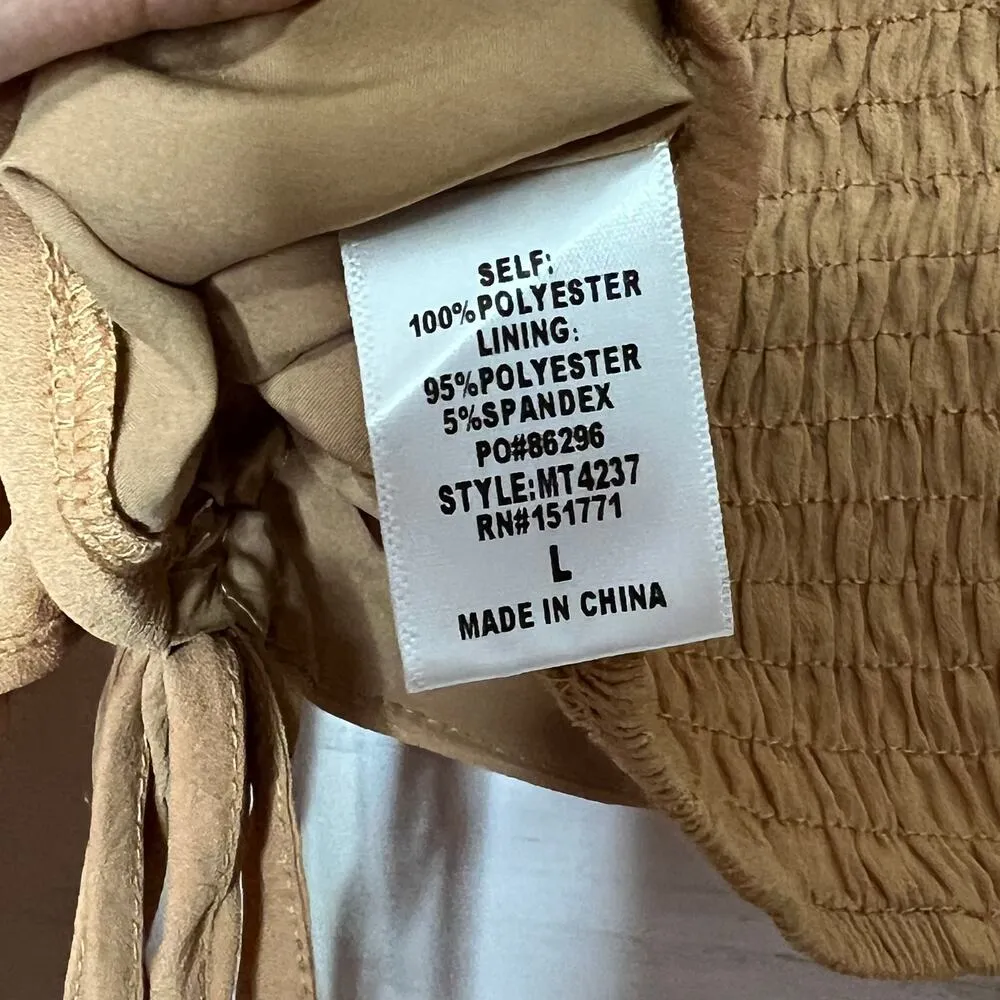 SELF:
100%POLYESTER
LINING:
95%POLYESTER
5%SPANDEX
PO#86296
STYLE:MT4237
RN#151771
L
MADE IN CHINA